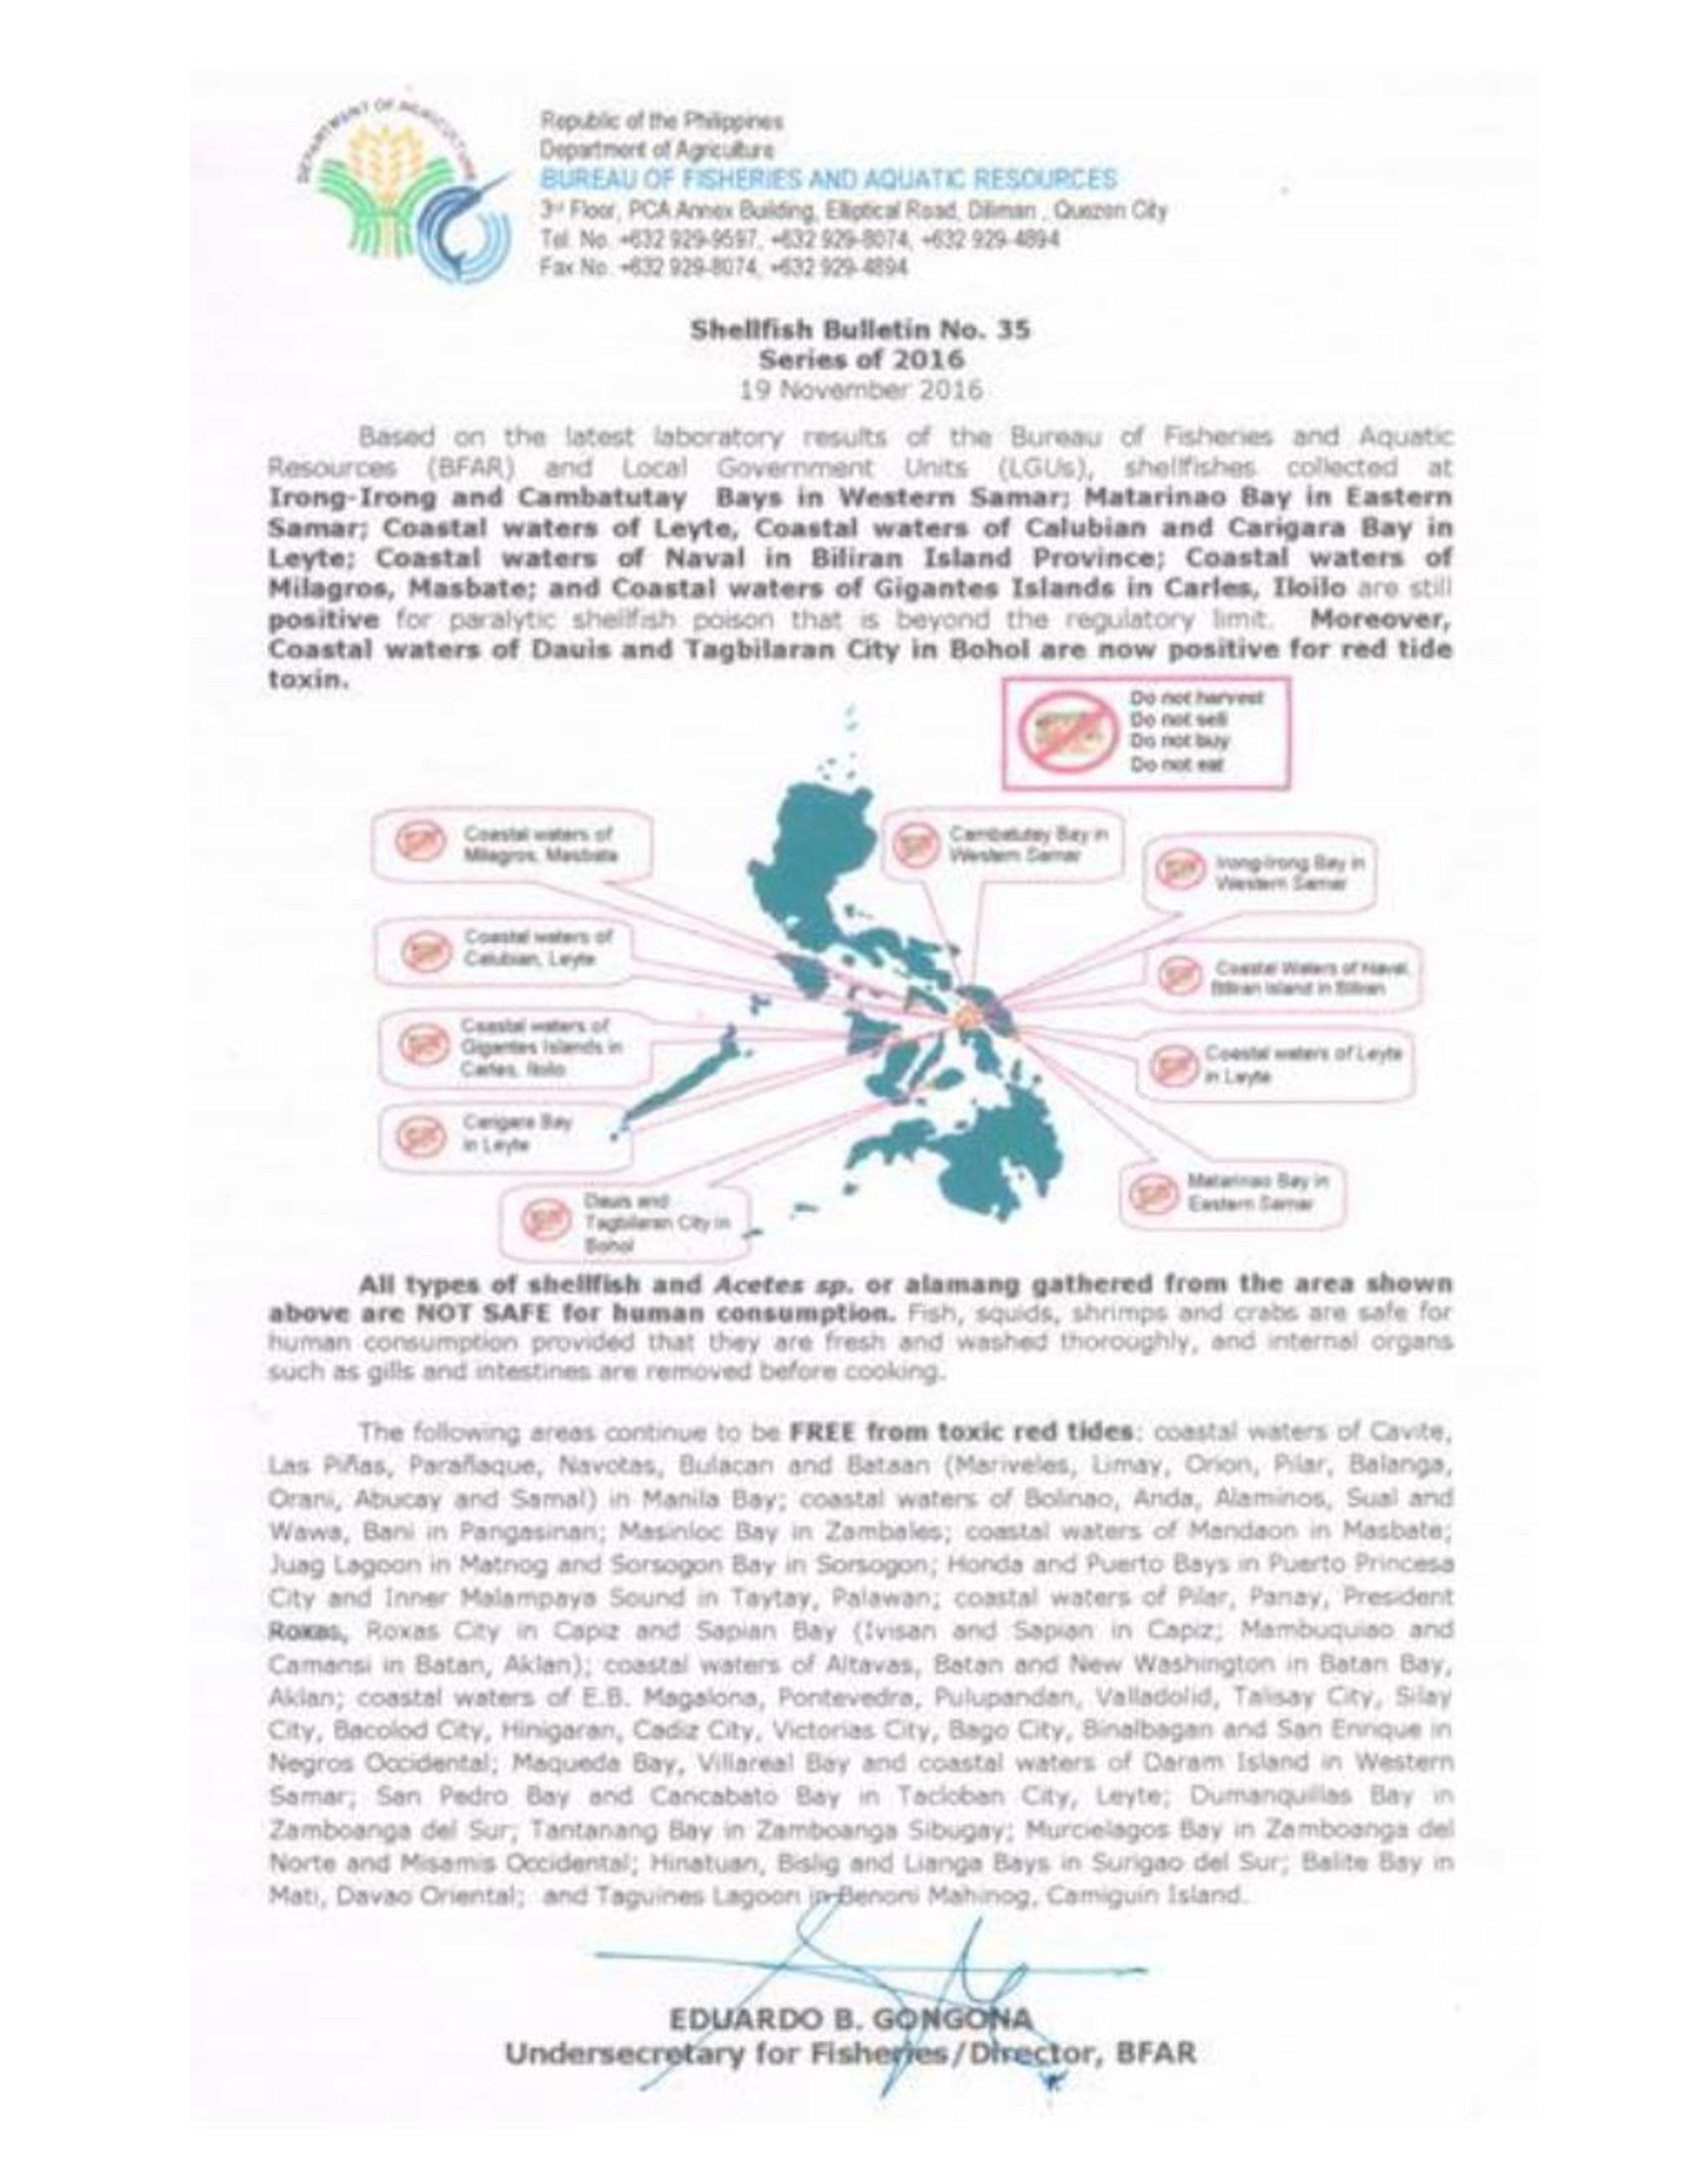 DEPARTMENT OF AGRICULTURE
Republic of the Philippines
Department of Agriculture
BUREAU OF FISHERIES AND AQUATIC RESOURCES
3rd Floor, PCA Annex Building, Elliptical Road, Diliman , Quezon City
Tel. No. +632 929-9597, +632 929-8074, +632 929-4894
Fax No. +632 929-8074, +632 929-4894
Shellfish Bulletin No. 35
Series of 2016
19 November 2016
Based on the latest laboratory results of the Bureau of Fisheries and Aquatic
Resources (BFAR) and Local Government Units (LGUs), shellfishes collected at
Irong-Irong and Cambatutay Bays in Western Samar; Matarinao Bay in Eastern
Samar; Coastal waters of Leyte, Coastal waters of Calubian and Carigara Bay in
Leyte; Coastal waters of Naval in Biliran Island Province; Coastal waters of
Milagros, Masbate; and Coastal waters of Gigantes Islands in Carles, Iloilo are still
positive for paralytic shellfish poison that is beyond the regulatory limit. Moreover,
Coastal waters of Dauis and Tagbilaran City in Bohol are now positive for red tide
toxin.
Do not harvest
Do not sell
Do not buy
Do not eat
Coastal waters of
Milagros, Masbate
Cambatutay Bay in
Western Samar
Irong-Irong Bay in
Western Samar
Coastal waters of
Calubian, Leyte
Coastal Waters of Naval,
Biliran Island in Biliran
Coastal waters of
Gigantes Islands in
Carles, Iloilo
Coastal waters of Leyte
in Leyte
Carigara Bay
in Leyte
Matarinao Bay in
Eastern Samar
Dauis and
Tagbilaran City in
Bohol
All types of shellfish and Acetes sp. or alamang gathered from the area shown
above are NOT SAFE for human consumption. Fish, squids, shrimps and crabs are safe for
human consumption provided that they are fresh and washed thoroughly, and internal organs
such as gills and intestines are removed before cooking.
The following areas continue to be FREE from toxic red tides: coastal waters of Cavite,
Las Piñas, Parañaque, Navotas, Bulacan and Bataan (Mariveles, Limay, Orion, Pilar, Balanga,
Orani, Abucay and Samal) in Manila Bay; coastal waters of Bolinao, Anda, Alaminos, Sual and
Wawa, Bani in Pangasinan; Masinloc Bay in Zambales; coastal waters of Mandaon in Masbate;
Juag Lagoon in Matnog and Sorsogon Bay in Sorsogon; Honda and Puerto Bays in Puerto Princesa
City and Inner Malampaya Sound in Taytay, Palawan; coastal waters of Pilar, Panay, President
Roxas, Roxas City in Capiz and Sapian Bay (Ivisan and Sapian in Capiz; Mambuquiao and
Camansi in Batan, Aklan); coastal waters of Altavas, Batan and New Washington in Batan Bay,
Aklan; coastal waters of E.B. Magalona, Pontevedra, Pulupandan, Valladolid, Talisay City, Silay
City, Bacolod City, Hinigaran, Cadiz City, Victorias City, Bago City, Binalbagan and San Enrique in
Negros Occidental; Maqueda Bay, Villareal Bay and coastal waters of Daram Island in Western
Samar; San Pedro Bay and Cancabato Bay in Tacloban City, Leyte; Dumanquillas Bay in
Zamboanga del Sur; Tantanang Bay in Zamboanga Sibugay; Murcielagos Bay in Zamboanga del
Norte and Misamis Occidental; Hinatuan, Bislig and Lianga Bays in Surigao del Sur; Balite Bay in
Mati, Davao Oriental; and Taguines Lagoon in Benoni Mahinog, Camiguin Island.
EDUARDO B. GONGONA
Undersecretary for Fisheries/Director, BFAR